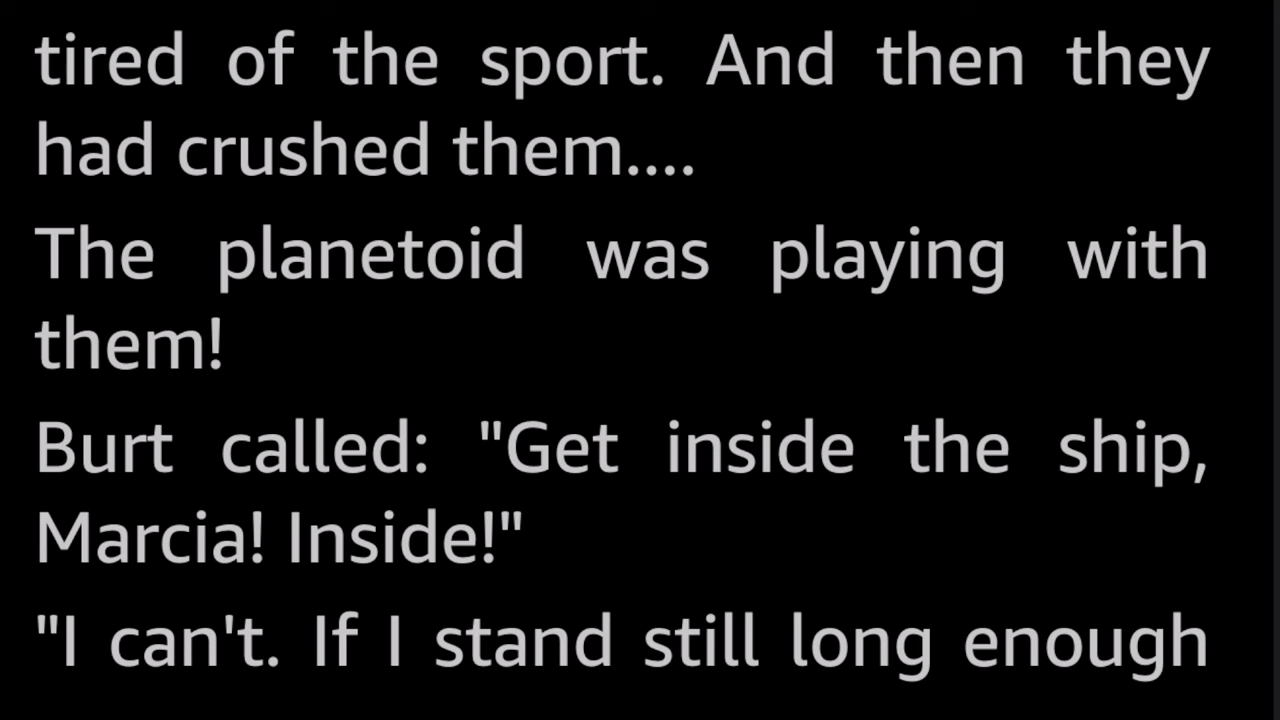 tired of the sport. And then they
had crushed them....
The planetoid was playing with
them!
Burt called: "Get inside the ship,
Marcia! Inside!"
"I can't. If I stand still long enough